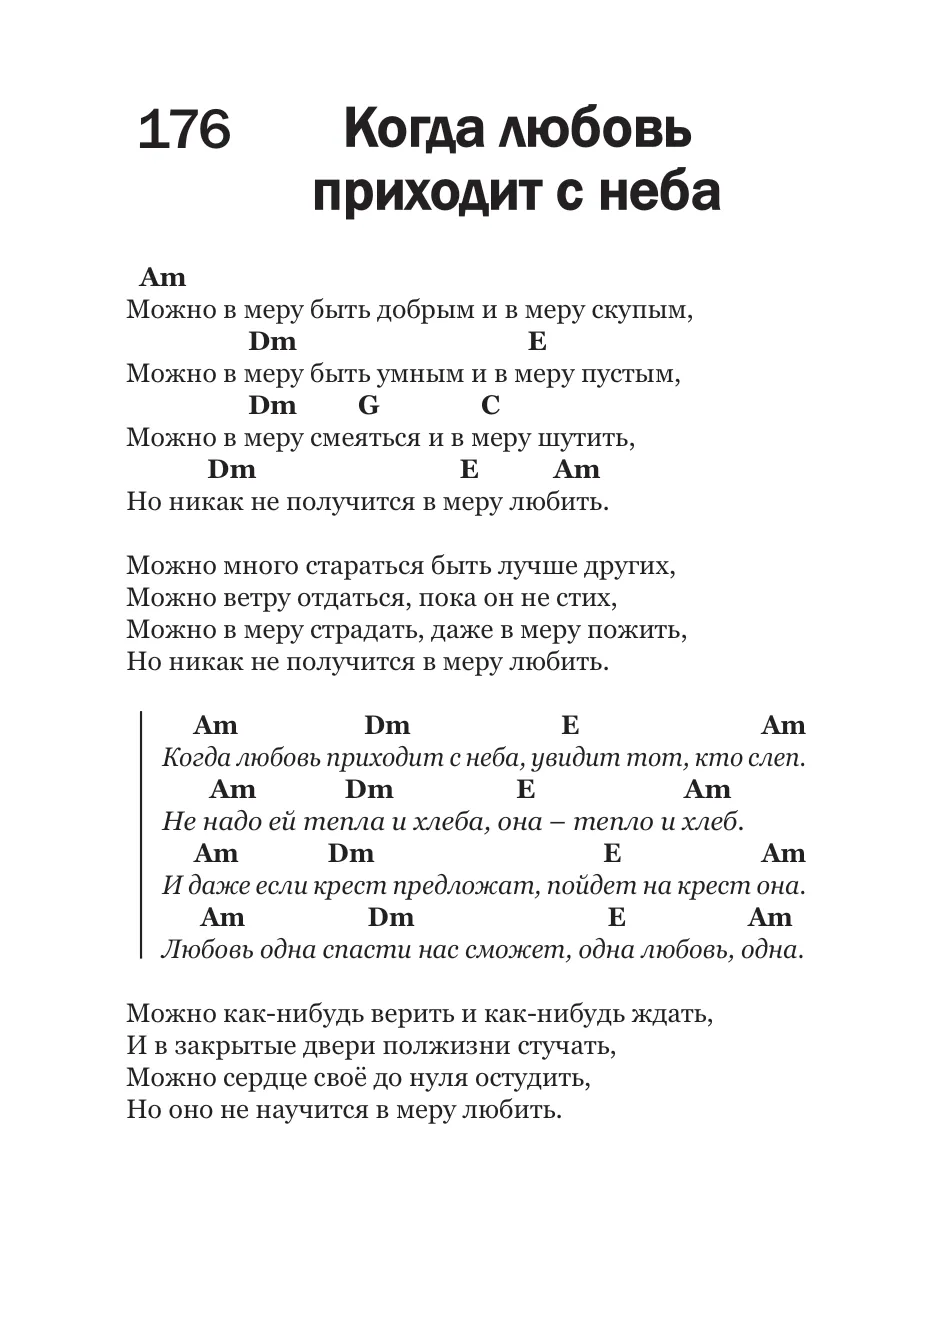 176
Когда любовь
приходит с неба
Am
Можно в меру быть добрым и в меру скупым,
Dm E
Можно в меру быть умным и в меру пустым,
Dm G C
Можно в меру смеяться и в меру шутить,
Dm E Am
Но никак не получится в меру любить.
Можно много стараться быть лучше других,
Можно ветру отдаться, пока он не стих,
Можно в меру страдать, даже в меру пожить,
Но никак не получится в меру любить.
Am Dm E Am
Когда любовь приходит с неба, увидит тот, кто слеп.
Am Dm E Am
Не надо ей тепла и хлеба, она – тепло и хлеб.
Am Dm E Am
И даже если крест предложат, пойдет на крест она.
Am Dm E Am
Любовь одна спасти нас сможет, одна любовь, одна.
Можно как-нибудь верить и как-нибудь ждать,
И в закрытые двери полжизни стучать,
Можно сердце своё до нуля остудить,
Но оно не научится в меру любить.